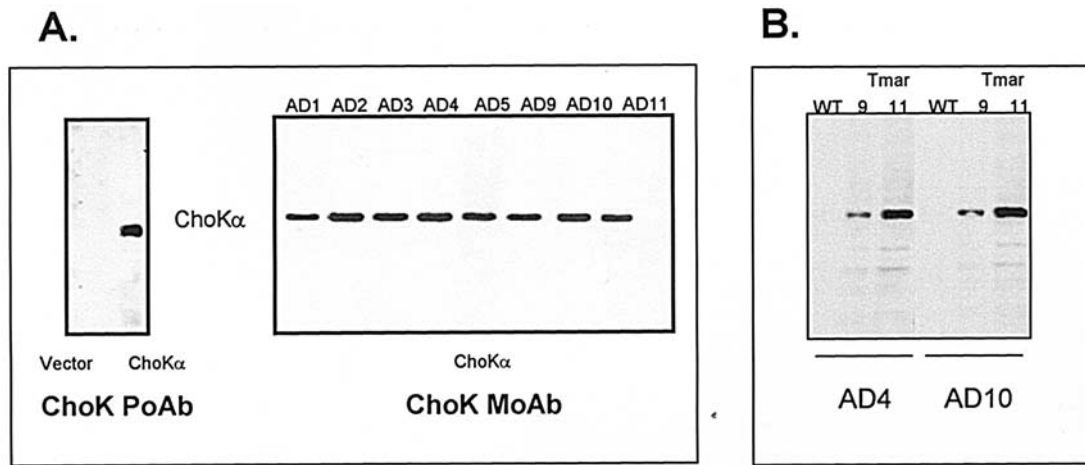 A.
AD1 AD2 AD3 AD4 AD5 AD9 AD10 AD11
ChoKα
Vector ChoKα
ChoK PoAb
ChoKα
ChoK MoAb
B.
Tmar Tmar
WT 9 11 WT 9 11
AD4 AD10